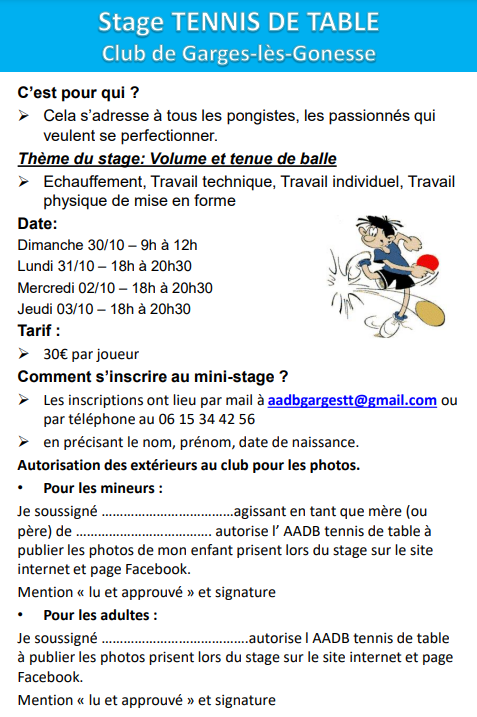 Stage TENNIS DE TABLE
Club de Garges-lès-Gonesse
C’est pour qui ?
➢ Cela s’adresse à tous les pongistes, les passionnés qui
veulent se perfectionner.
Thème du stage: Volume et tenue de balle
➢ Echauffement, Travail technique, Travail individuel, Travail
physique de mise en forme
Date:
Dimanche 30/10 – 9h à 12h
Lundi 31/10 – 18h à 20h30
Mercredi 02/10 – 18h à 20h30
Jeudi 03/10 – 18h à 20h30
Tarif :
➢ 30€ par joueur
Comment s’inscrire au mini-stage ?
➢ Les inscriptions ont lieu par mail à aadbgargestt@gmail.com ou
par téléphone au 06 15 34 42 56
➢ en précisant le nom, prénom, date de naissance.
Autorisation des extérieurs au club pour les photos.
• Pour les mineurs :
Je soussigné ………………………………agissant en tant que mère (ou
père) de ………………………………. autorise l’ AADB tennis de table à
publier les photos de mon enfant prisent lors du stage sur le site
internet et page Facebook.
Mention « lu et approuvé » et signature
• Pour les adultes :
Je soussigné ………………………………….autorise l AADB tennis de table
à publier les photos prisent lors du stage sur le site internet et page
Facebook.
Mention « lu et approuvé » et signature